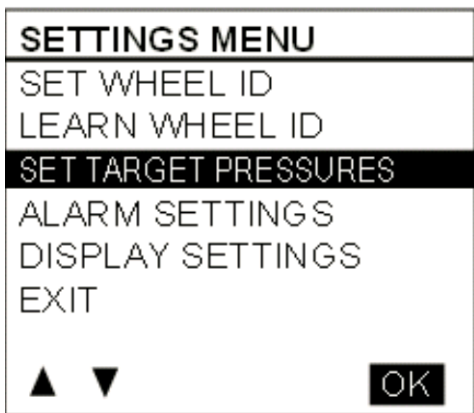 SETTINGS MENU
SET WHEEL ID
LEARN WHEEL ID
SET TARGET PRESSURES
ALARM SETTINGS
DISPLAY SETTINGS
EXIT
OK